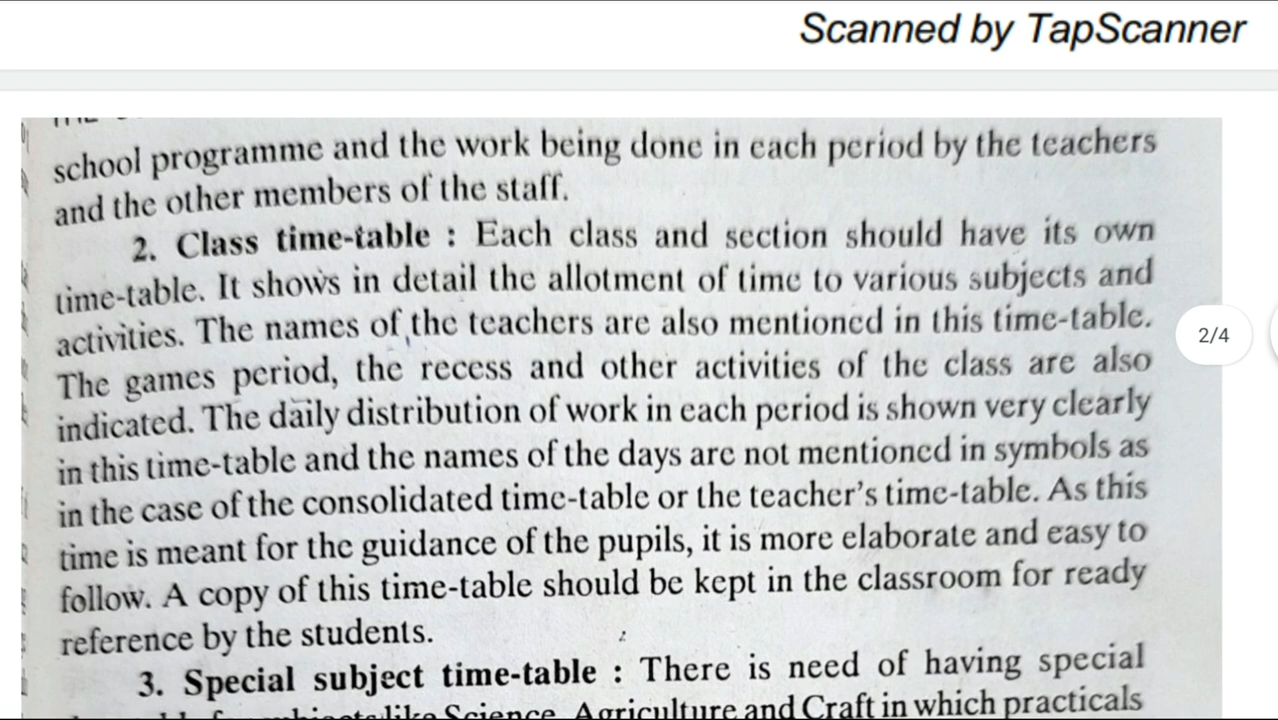 Scanned by TapScanner
school programme and the work being done in each period by the teachers
and the other members of the staff.
2. Class time-table : Each class and section should have its own
time-table. It shows in detail the allotment of time to various subjects and
activities. The names of the teachers are also mentioned in this time-table.
The games period, the recess and other activities of the class are also
indicated. The daily distribution of work in each period is shown very clearly
in this time-table and the names of the days are not mentioned in symbols as
in the case of the consolidated time-table or the teacher's time-table. As this
time is meant for the guidance of the pupils, it is more elaborate and easy to
follow. A copy of this time-table should be kept in the classroom for ready
reference by the students.
3. Special subject time-table : There is need of having special
like Science, Agriculture and Craft in which practicals
2/4